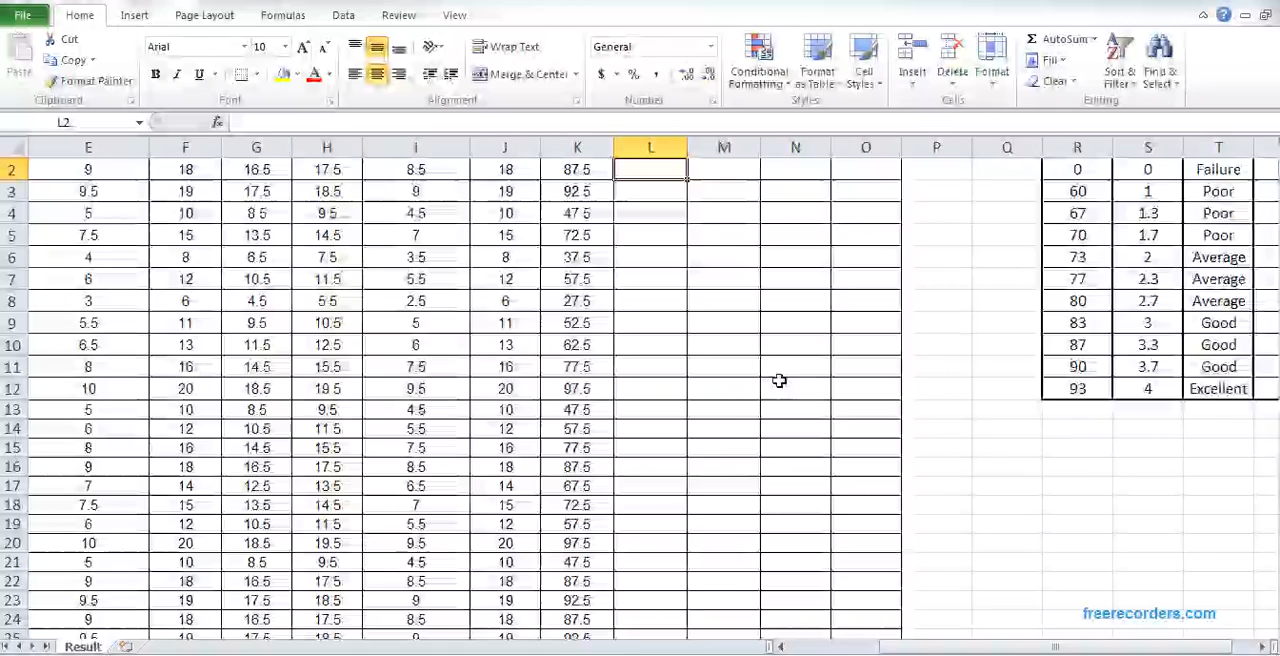 File Home Insert Page Layout Formulas Data Review View
Cut Arial 10 Wrap Text General AutoSum
Copy Fill
Paste Format Painter Merge & Center $ % , Conditional Formatting Format as Table Cell Styles Insert Delete Format Clear Sort & Filter Find & Select
Clipboard Font Alignment Number Styles Cells Editing
L2 fx
E F G H I J K L M N O P Q R S T
2 9 18 16.5 17.5 8.5 18 87.5 0 0 Failure
3 9.5 19 17.5 18.5 9 19 92.5 60 1 Poor
4 5 10 8.5 9.5 4.5 10 47.5 67 1.3 Poor
5 7.5 15 13.5 14.5 7 15 72.5 70 1.7 Poor
6 4 8 6.5 7.5 3.5 8 37.5 73 2 Average
7 6 12 10.5 11.5 5.5 12 57.5 77 2.3 Average
8 3 6 4.5 5.5 2.5 6 27.5 80 2.7 Average
9 5.5 11 9.5 10.5 5 11 52.5 83 3 Good
10 6.5 13 11.5 12.5 6 13 62.5 87 3.3 Good
11 8 16 14.5 15.5 7.5 16 77.5 90 3.7 Good
12 10 20 18.5 19.5 9.5 20 97.5 93 4 Excellent
13 5 10 8.5 9.5 4.5 10 47.5
14 6 12 10.5 11.5 5.5 12 57.5
15 8 16 14.5 15.5 7.5 16 77.5
16 9 18 16.5 17.5 8.5 18 87.5
17 7 14 12.5 13.5 6.5 14 67.5
18 7.5 15 13.5 14.5 7 15 72.5
19 6 12 10.5 11.5 5.5 12 57.5
20 10 20 18.5 19.5 9.5 20 97.5
21 5 10 8.5 9.5 4.5 10 47.5
22 9 18 16.5 17.5 8.5 18 87.5
23 9.5 19 17.5 18.5 9 19 92.5
24 9 18 16.5 17.5 8.5 18 87.5
freerecorders.com
Result